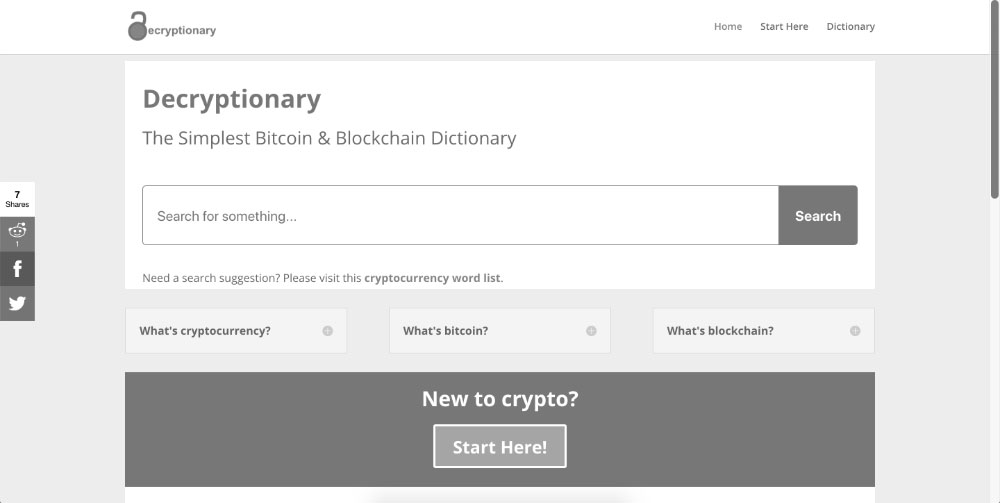 ecryptionary
Home Start Here Dictionary
Decryptionary
The Simplest Bitcoin & Blockchain Dictionary
7
Shares
Search for something...
Search
1
Need a search suggestion? Please visit this cryptocurrency word list.
What's cryptocurrency?
What's bitcoin?
What's blockchain?
New to crypto?
Start Here!